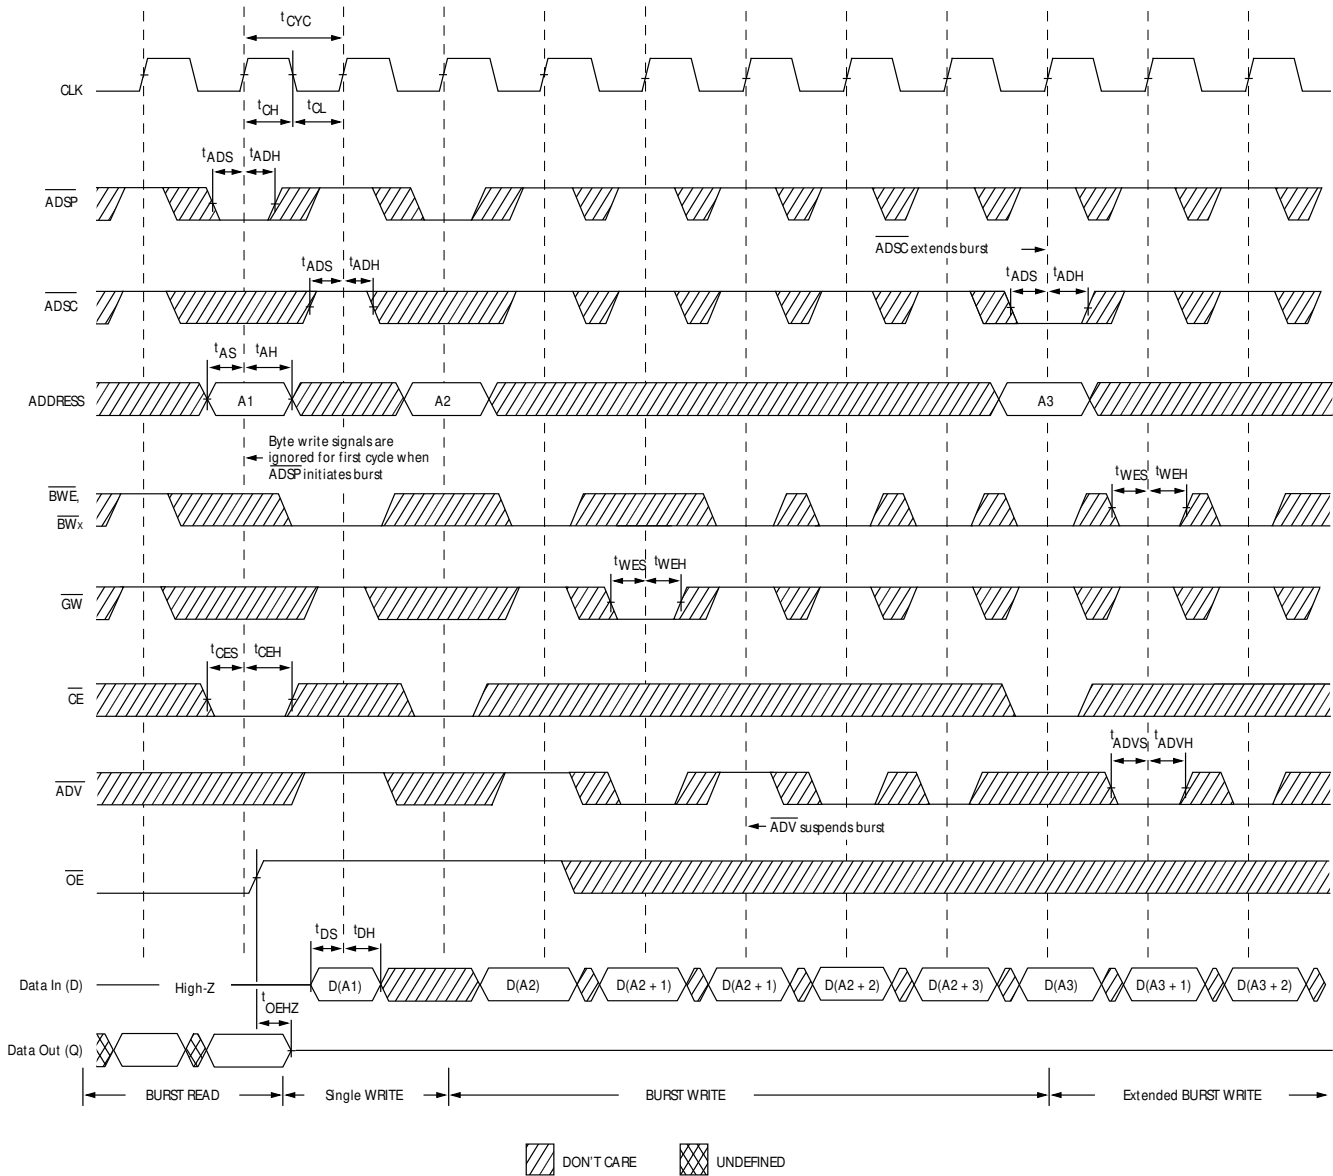 tCYC
CLK
tCH
tCL
tADS
tADH
ADSP
ADSC extends burst
tADS
tADH
tADS
tADH
ADSC
tAS
tAH
ADDRESS
A1
A2
A3
Byte write signals are
ignored for first cycle when
ADSP initiates burst
tWES
tWEH
BWE,
BWX
tWES
tWEH
GW
tCES
tCEH
CE
tADVS
tADVH
ADV
ADV suspends burst
OE
tDS
tDH
Data In (D)
High-Z
D(A1)
D(A2)
D(A2 + 1)
D(A2 + 1)
D(A2 + 2)
D(A2 + 3)
D(A3)
D(A3 + 1)
D(A3 + 2)
tOEHZ
Data Out (Q)
BURST READ
Single WRITE
BURST WRITE
Extended BURST WRITE
DON'T CARE
UNDEFINED